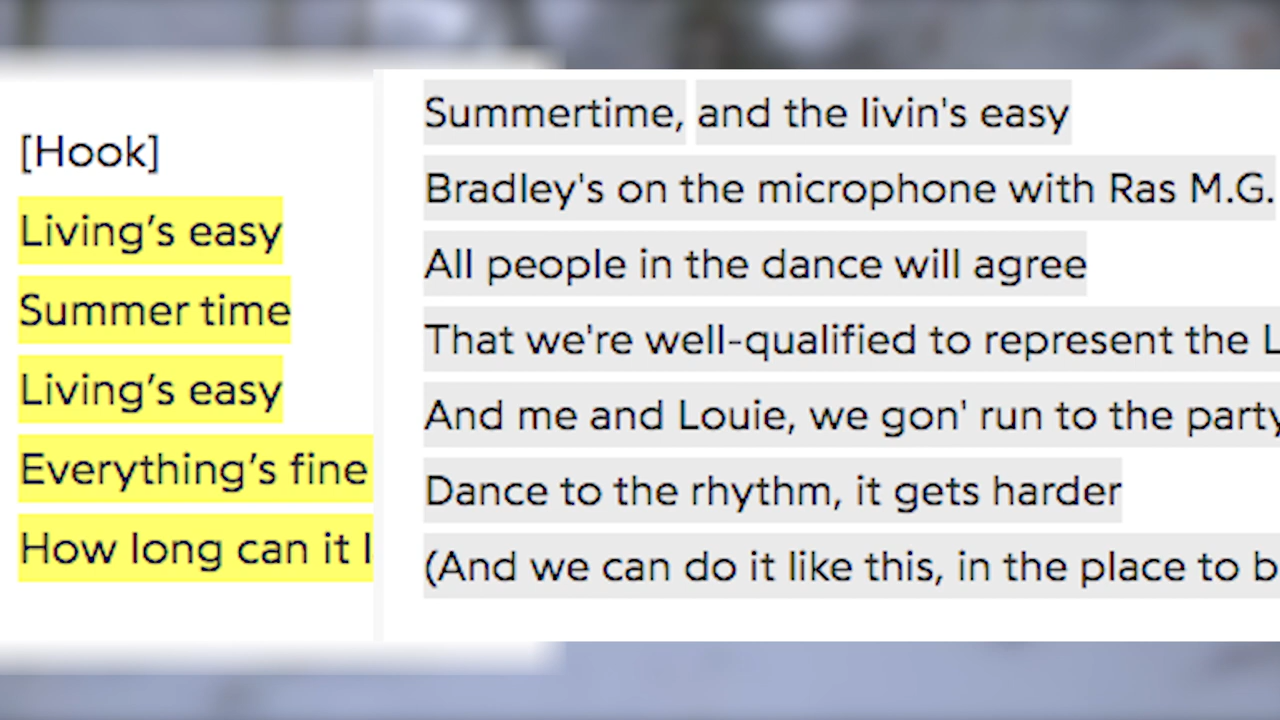 [Hook]
Living’s easy
Summer time
Living’s easy
Everything’s fine
How long can it
Summertime, and the livin's easy
Bradley's on the microphone with Ras M.G.
All people in the dance will agree
That we're well-qualified to represent the
And me and Louie, we gon' run to the party
Dance to the rhythm, it gets harder
(And we can do it like this, in the place to